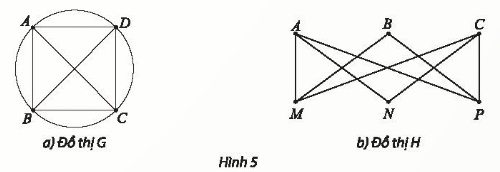 A D
B C
a) Đồ thị G
A B C
M N P
b) Đồ thị H
Hình 5